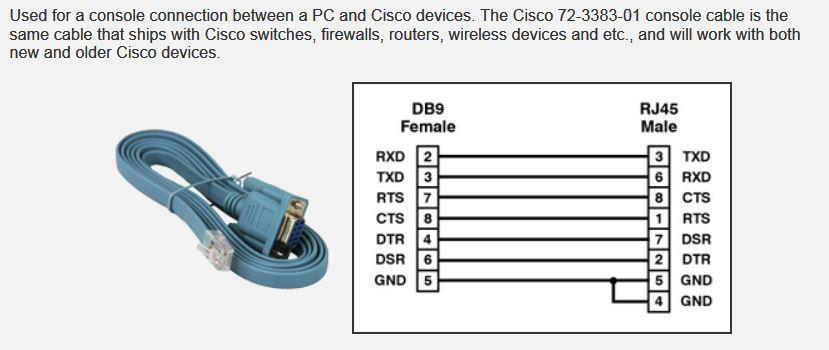 Used for a console connection between a PC and Cisco devices. The Cisco 72-3383-01 console cable is the
same cable that ships with Cisco switches, firewalls, routers, wireless devices and etc., and will work with both
new and older Cisco devices.
DB9 RJ45
Female Male
RXD 2 3 TXD
TXD 3 6 RXD
RTS 7 8 CTS
CTS 8 1 RTS
DTR 4 7 DSR
DSR 6 2 DTR
GND 5 5 GND
4 GND